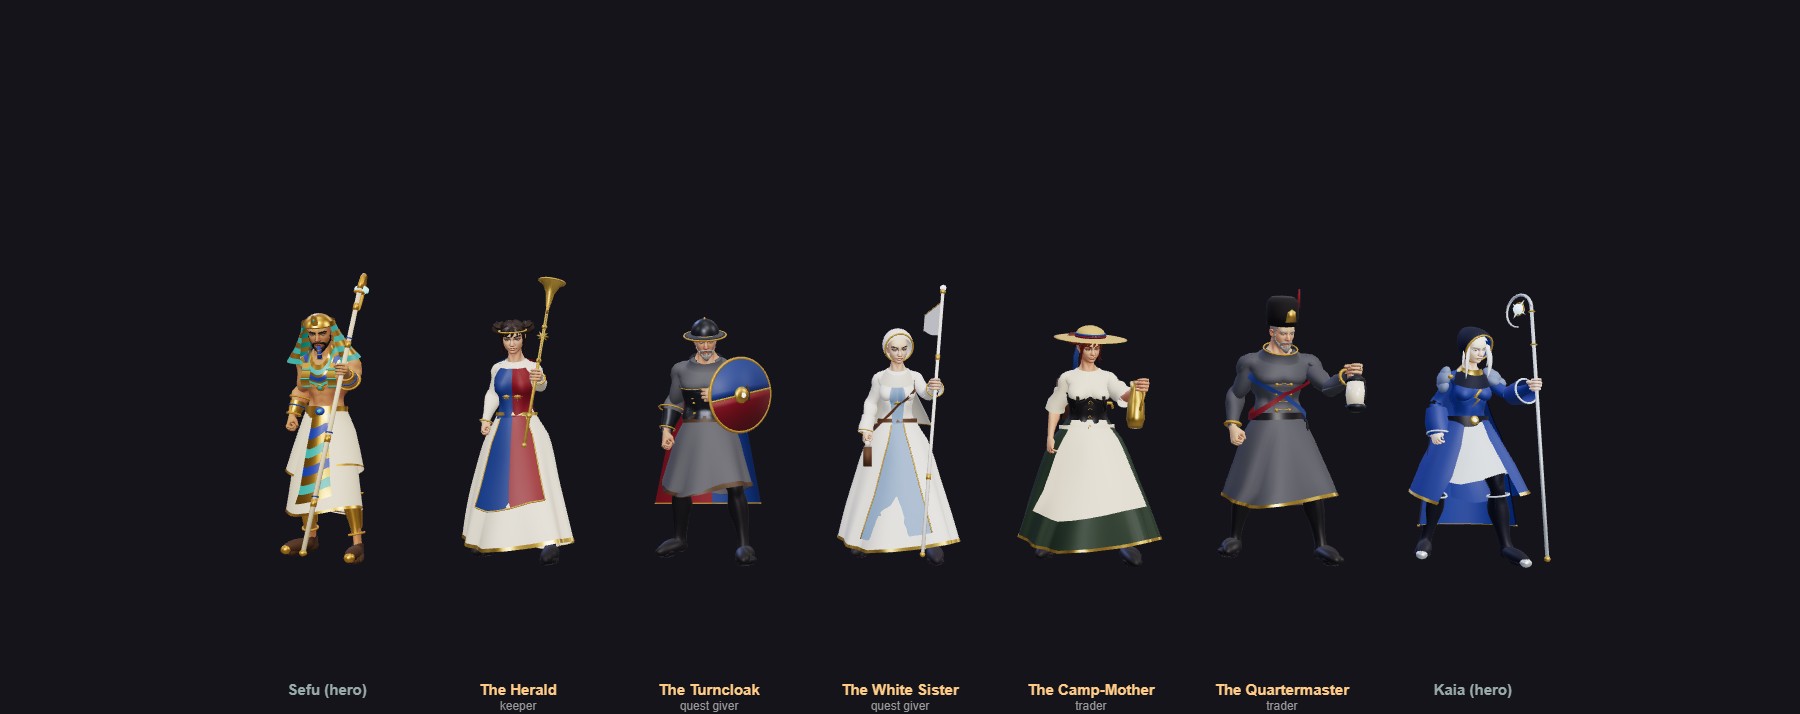 Sefu (hero)
The Herald
keeper
The Turncloak
quest giver
The White Sister
quest giver
The Camp-Mother
trader
The Quartermaster
trader
Kaia (hero)